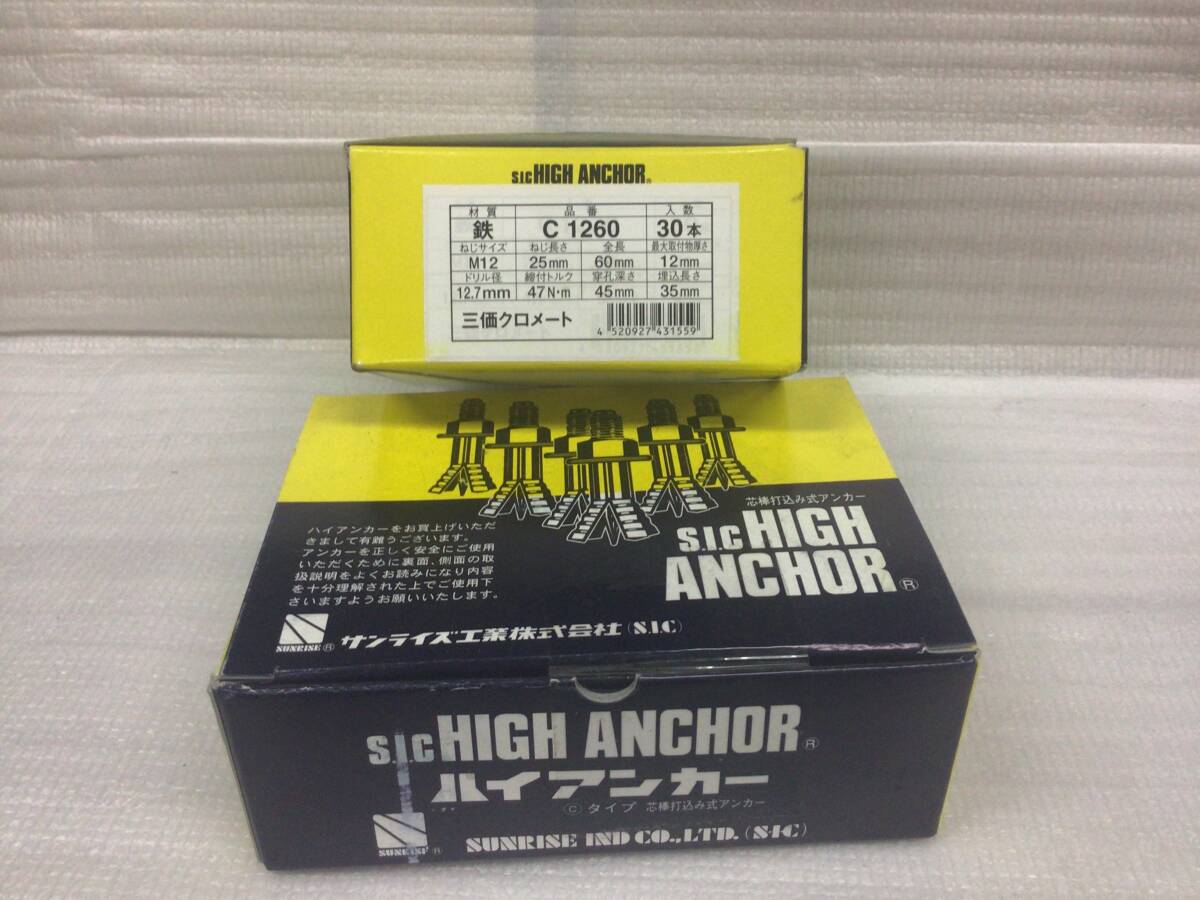 S.I.C HIGH ANCHOR®
材質 品番 入数
鉄 C 1260 30本
ねじサイズ ねじ長さ 全長 最大取付物厚さ
M12 25mm 60mm 12mm
ドリル径 締付トルク 穿孔深さ 埋込長さ
12.7mm 47N・m 45mm 35mm
三価クロメート
4 520927 431559
芯棒打込み式アンカー
S.I.C HIGH
ANCHOR®
ハイアンカーをお買上げいただ
きまして有難うございます。
アンカーを正しく安全にご使用
いただくために裏面、側面の取
扱説明をよくお読みになり内容
を十分理解された上でご使用下
さいますようお願いいたします。
SUNRISE® サンライズ工業株式会社(S.I.C)
S.I.C HIGH ANCHOR®
ハイアンカー
Ⓒタイプ 芯棒打込み式アンカー
SUNRISE® SUNRISE IND CO.,LTD. (S·I·C)